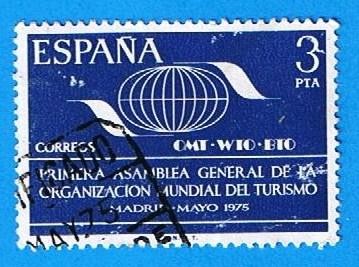 ESPAÑA 3
PTA
CORREOS OMT·WTO·BTO
PRIMERA ASAMBLEA GENERAL DE LA
ORGANIZACION MUNDIAL DEL TURISMO
MADRID·MAYO 1975
MAY75